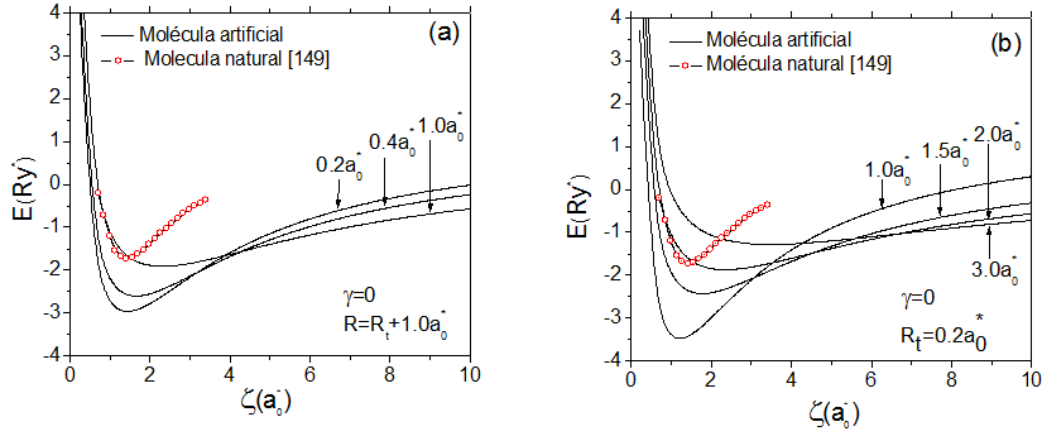 (a)
Molécula artificial
Molecula natural [149]
0.2a₀*
0.4a₀*
1.0a₀*
γ=0
R=Rₜ+1.0a₀*
E(Ry*)
4
3
2
1
0
-1
-2
-3
-4
0 2 4 6 8 10
ζ(a₀*)
(b)
Molécula artificial
Molécula natural [149]
1.0a₀*
1.5a₀*
2.0a₀*
3.0a₀*
γ=0
Rₜ=0.2a₀*
E(Ry*)
4
3
2
1
0
-1
-2
-3
-4
0 2 4 6 8 10
ζ(a₀*)